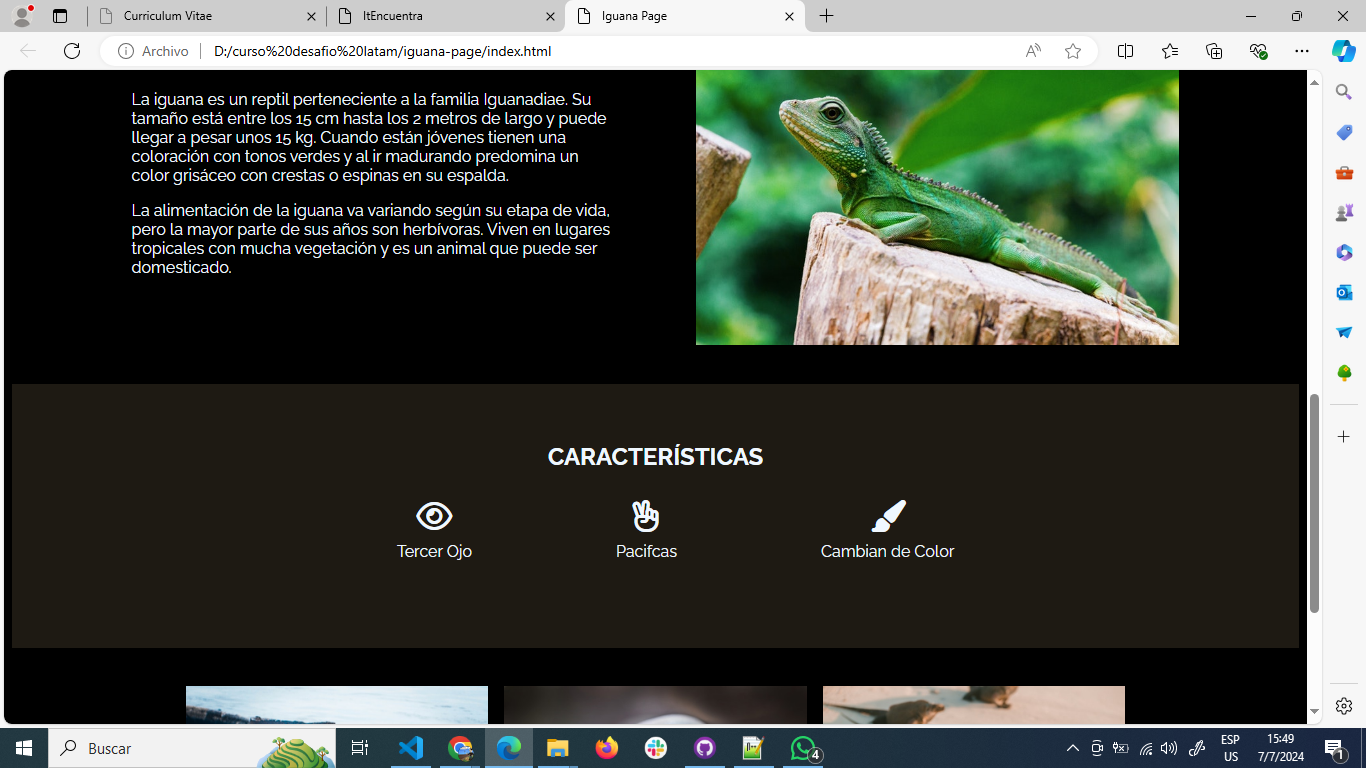 Curriculum Vitae
ItEncuentra
Iguana Page
Archivo
D:/curso%20desafio%20latam/iguana-page/index.html
La iguana es un reptil perteneciente a la familia Iguanadiae. Su
tamaño está entre los 15 cm hasta los 2 metros de largo y puede
llegar a pesar unos 15 kg. Cuando están jóvenes tienen una
coloración con tonos verdes y al ir madurando predomina un
color grisáceo con crestas o espinas en su espalda.
La alimentación de la iguana va variando según su etapa de vida,
pero la mayor parte de sus años son herbívoras. Viven en lugares
tropicales con mucha vegetación y es un animal que puede ser
domesticado.
CARACTERÍSTICAS
Tercer Ojo
Pacifcas
Cambian de Color
Buscar
4
ESP
US
15:49
7/7/2024
1